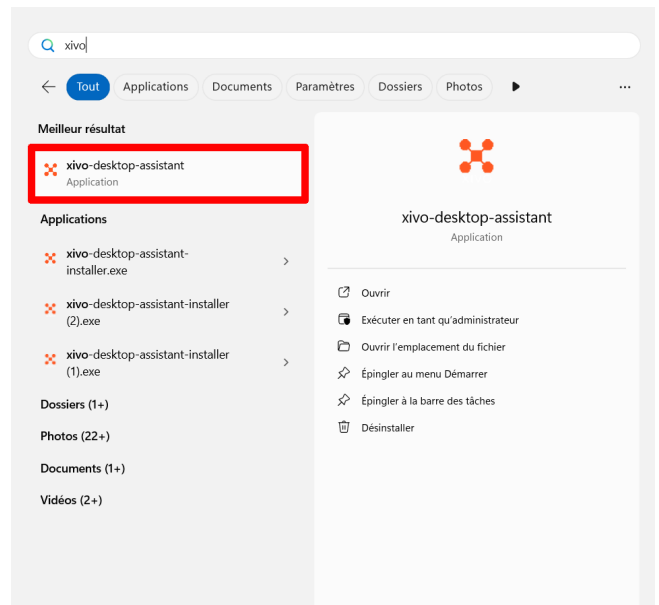 xivo
Tout Applications Documents Paramètres Dossiers Photos ...
Meilleur résultat
xivo-desktop-assistant
Application
Applications
xivo-desktop-assistant-
installer.exe
xivo-desktop-assistant-installer
(2).exe
xivo-desktop-assistant-installer
(1).exe
Dossiers (1+)
Photos (22+)
Documents (1+)
Vidéos (2+)
xivo-desktop-assistant
Application
Ouvrir
Exécuter en tant qu'administrateur
Ouvrir l'emplacement du fichier
Épingler au menu Démarrer
Épingler à la barre des tâches
Désinstaller